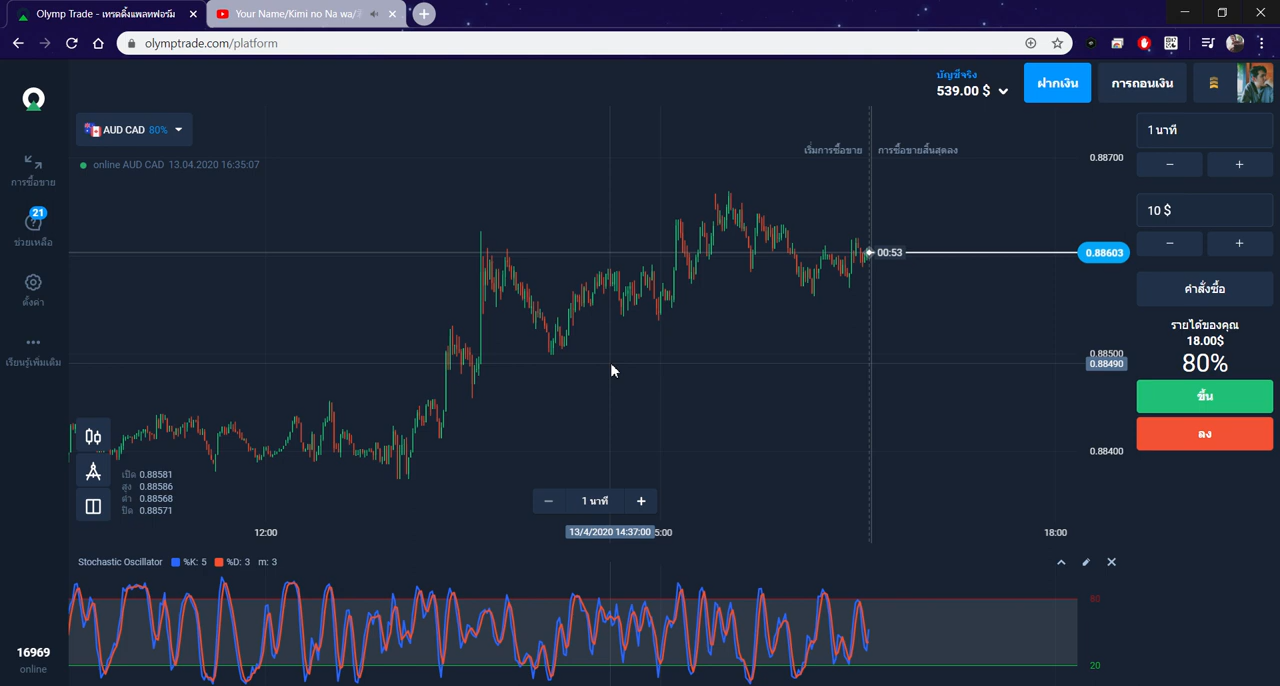 Olymp Trade - เทรดดิ้งแพลทฟอร์ม
Your Name/Kimi no Na wa/
olymptrade.com/platform
บัญชีจริง
539.00 $
ฝากเงิน
การถอนเงิน
AUD CAD 80%
online AUD CAD 13.04.2020 16:35:07
เริ่มการซื้อขาย
การซื้อขายสิ้นสุดลง
0.88700
1 นาที
− +
การซื้อขาย
10 $
− +
21
ช่วยเหลือ
00:53
0.88603
ตั้งค่า
คำสั่งซื้อ
รายได้ของคุณ
18.00$
80%
เรียนรู้เพิ่มเติม
0.88500
0.88490
ขึ้น
ลง
0.88400
เปิด 0.88581
สูง 0.88586
ต่ำ 0.88568
ปิด 0.88571
− 1 นาที +
12:00
13/4/2020 14:37:00
5:00
18:00
Stochastic Oscillator %K: 5 %D: 3 m: 3
80
20
16969
online